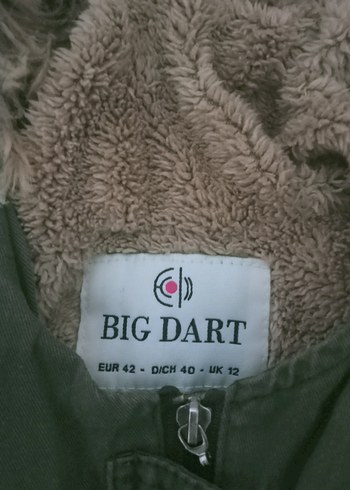 BIG DART
EUR 42 - D/CH 40 - UK 12